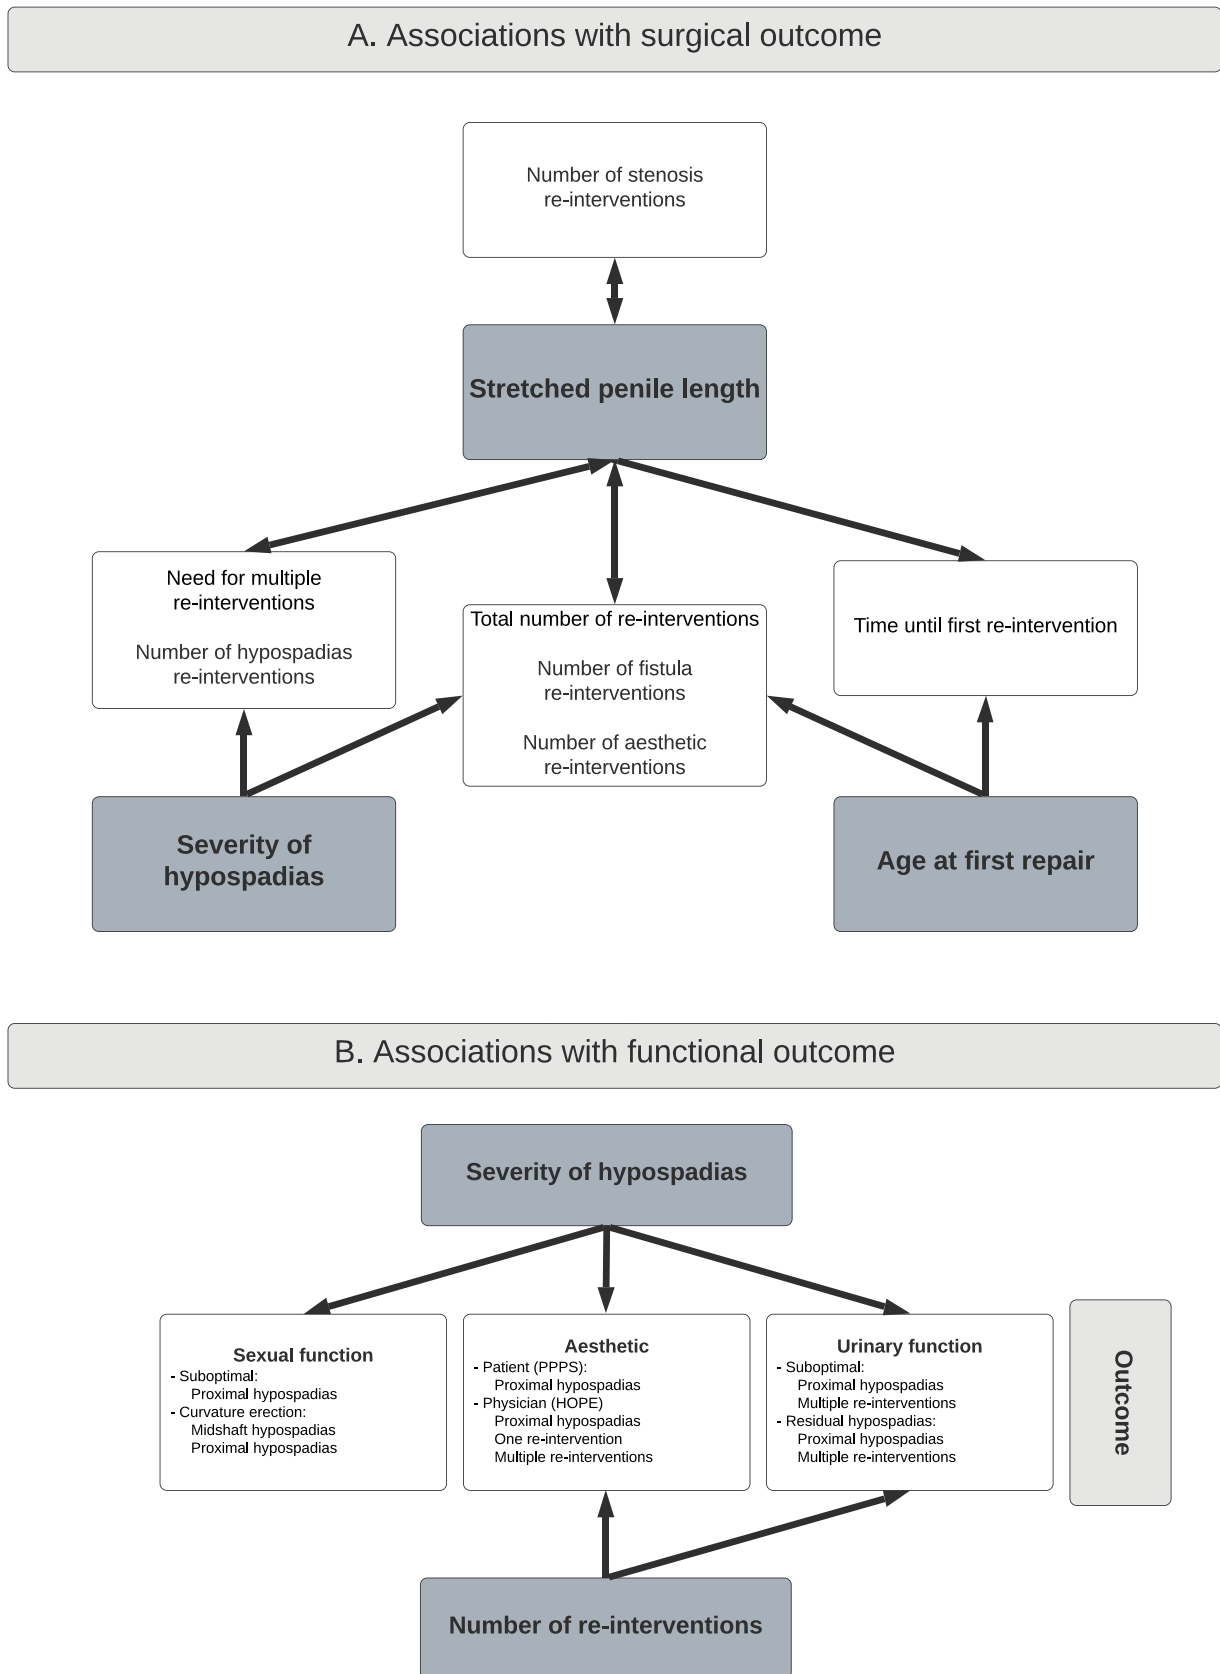 A. Associations with surgical outcome
Number of stenosis
re-interventions
Stretched penile length
Need for multiple
re-interventions
Number of hypospadias
re-interventions
Total number of re-interventions
Number of fistula
re-interventions
Number of aesthetic
re-interventions
Time until first re-intervention
Severity of
hypospadias
Age at first repair
B. Associations with functional outcome
Severity of hypospadias
Sexual function
- Suboptimal:
Proximal hypospadias
- Curvature erection:
Midshaft hypospadias
Proximal hypospadias
Aesthetic
- Patient (PPPS):
Proximal hypospadias
- Physician (HOPE)
Proximal hypospadias
One re-intervention
Multiple re-interventions
Urinary function
- Suboptimal:
Proximal hypospadias
Multiple re-interventions
- Residual hypospadias:
Proximal hypospadias
Multiple re-interventions
Outcome
Number of re-interventions